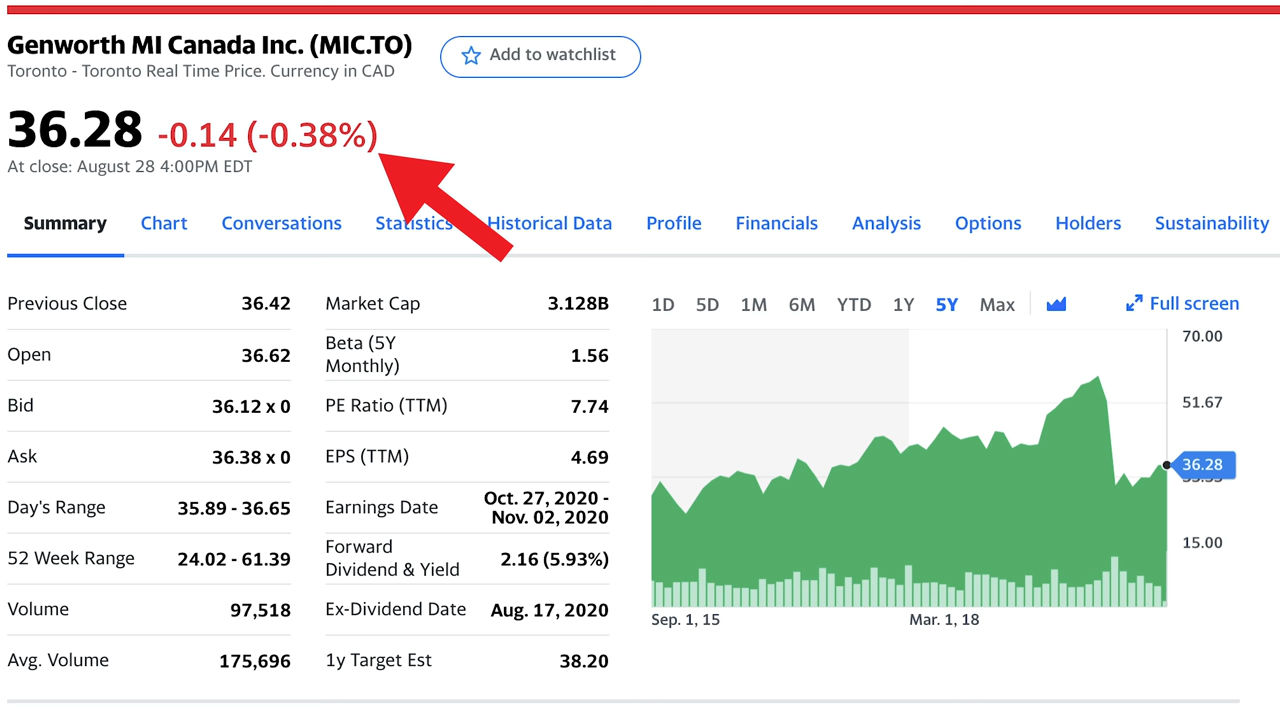 Genworth MI Canada Inc. (MIC.TO)
Add to watchlist
Toronto - Toronto Real Time Price. Currency in CAD
36.28 -0.14 (-0.38%)
At close: August 28 4:00PM EDT
Summary Chart Conversations Statistics Historical Data Profile Financials Analysis Options Holders Sustainability
Previous Close 36.42
Open 36.62
Bid 36.12 x 0
Ask 36.38 x 0
Day's Range 35.89 - 36.65
52 Week Range 24.02 - 61.39
Volume 97,518
Avg. Volume 175,696
Market Cap 3.128B
Beta (5Y
Monthly) 1.56
PE Ratio (TTM) 7.74
EPS (TTM) 4.69
Earnings Date Oct. 27, 2020 -
Nov. 02, 2020
Forward
Dividend & Yield 2.16 (5.93%)
Ex-Dividend Date Aug. 17, 2020
1y Target Est 38.20
1D 5D 1M 6M YTD 1Y 5Y Max Full screen
70.00
51.67
36.28
15.00
Sep. 1, 15 Mar. 1, 18